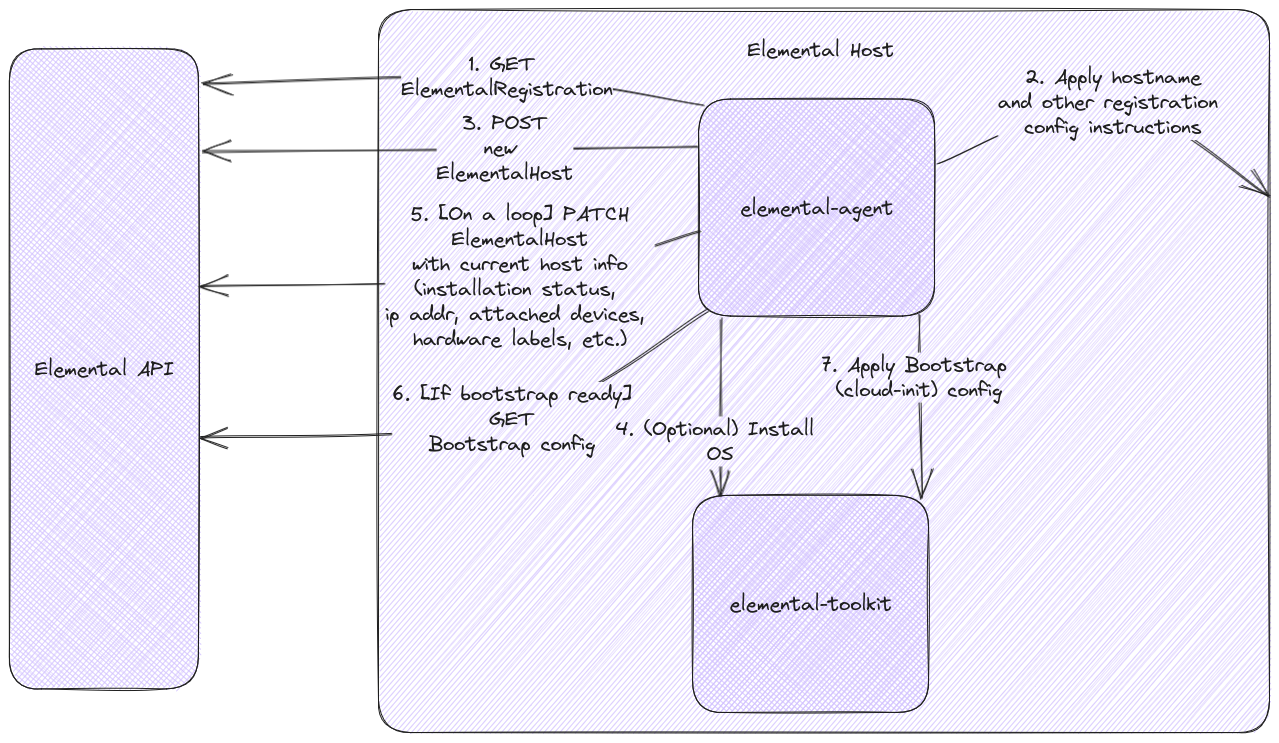 Elemental Host
1. GET
ElementalRegistration
2. Apply hostname
and other registration
config instructions
3. POST
new
ElementalHost
elemental-agent
5. [On a loop] PATCH
ElementalHost
with current host info
(installation status,
ip addr, attached devices,
hardware labels, etc.)
Elemental API
7. Apply Bootstrap
(cloud-init) config
6. [If bootstrap ready]
GET
Bootstrap config
4. (Optional) Install
OS
elemental-toolkit